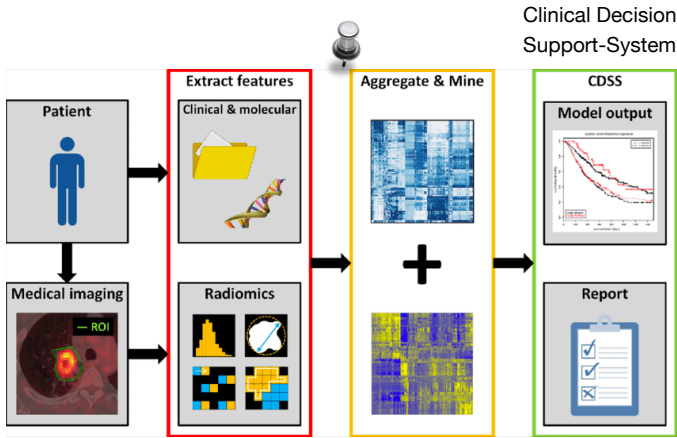 Clinical Decision
Support-System
Extract features
Aggregate & Mine
CDSS
Patient
Clinical & molecular
Model output
Medical imaging
— ROI
Radiomics
Report